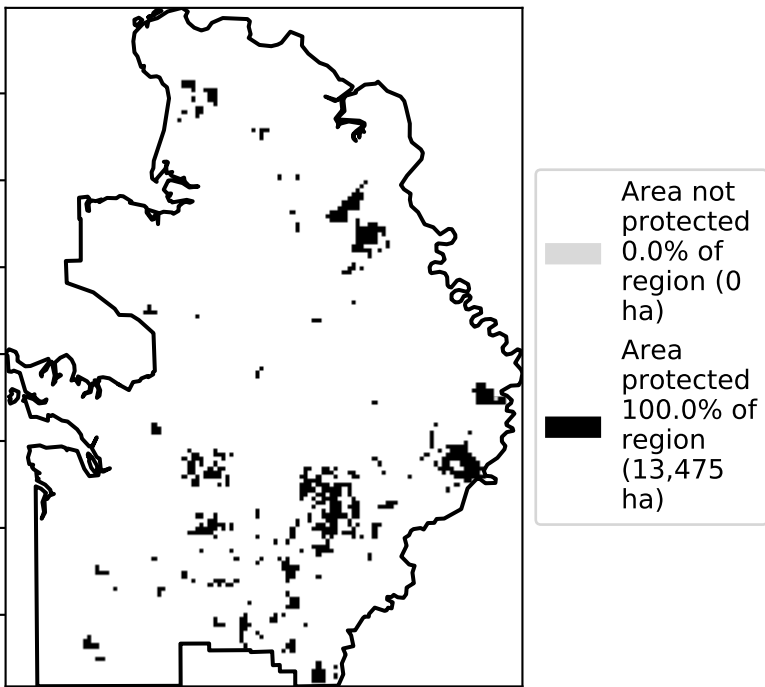 Area not
protected
0.0% of
region (0
ha)
Area
protected
100.0% of
region
(13,475
ha)